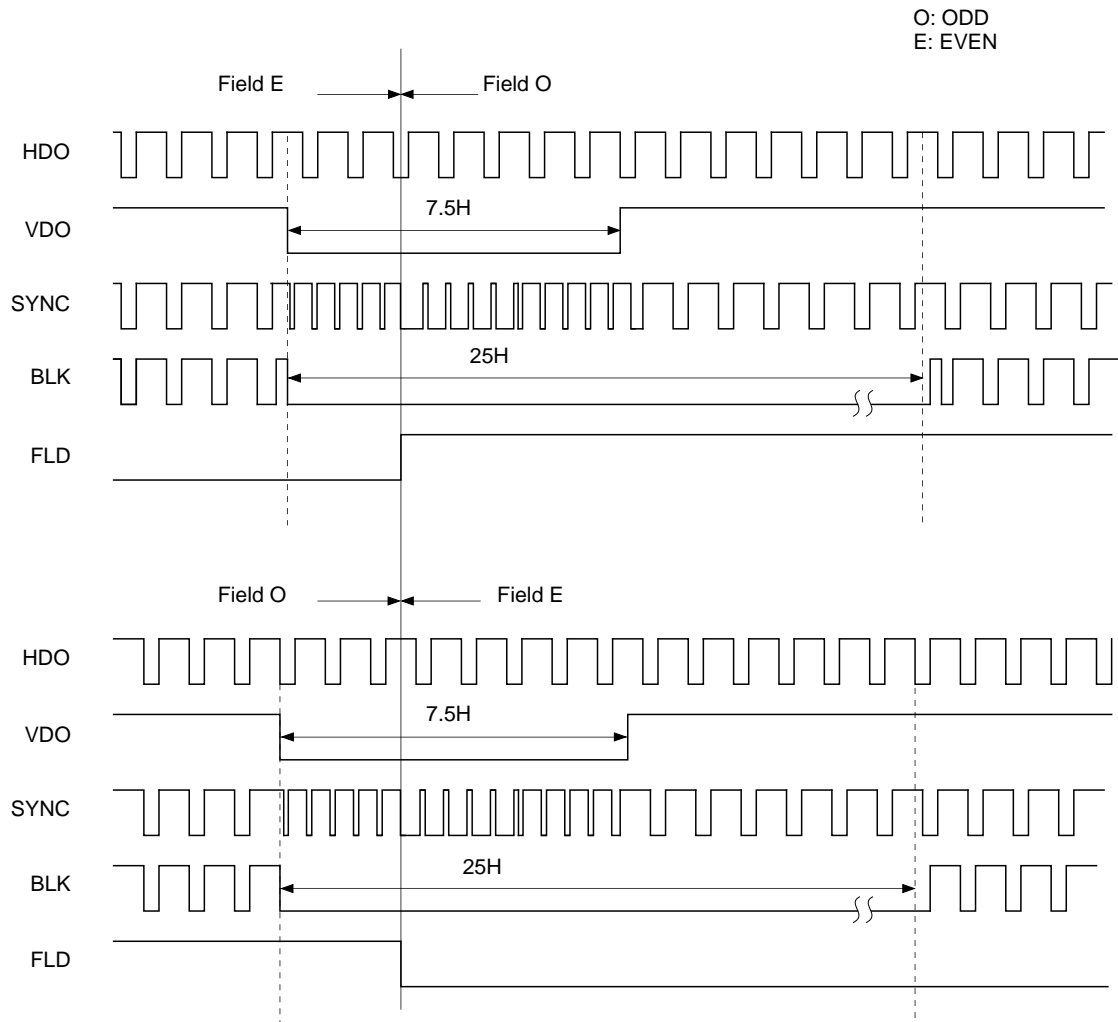 O: ODD
E: EVEN
Field E Field O
HDO
7.5H
VDO
SYNC
25H
BLK
FLD
Field O Field E
HDO
7.5H
VDO
SYNC
25H
BLK
FLD